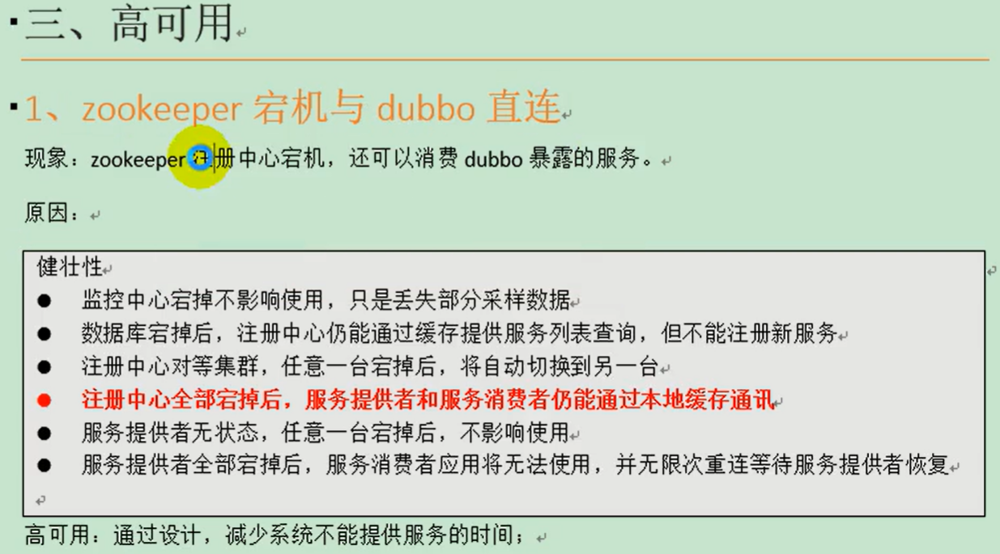 三、高可用
1、zookeeper 宕机与 dubbo 直连
现象：zookeeper 注册中心宕机，还可以消费 dubbo 暴露的服务。
原因：
健壮性
● 监控中心宕掉不影响使用，只是丢失部分采样数据
● 数据库宕掉后，注册中心仍能通过缓存提供服务列表查询，但不能注册新服务
● 注册中心对等集群，任意一台宕掉后，将自动切换到另一台
● 注册中心全部宕掉后，服务提供者和服务消费者仍能通过本地缓存通讯
● 服务提供者无状态，任意一台宕掉后，不影响使用
● 服务提供者全部宕掉后，服务消费者应用将无法使用，并无限次重连等待服务提供者恢复
高可用：通过设计，减少系统不能提供服务的时间；